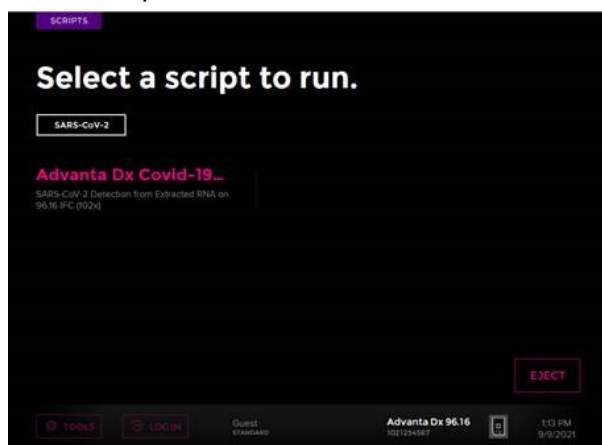 SCRIPTS
Select a script to run.
SARS-CoV-2
Advanta Dx Covid-19...
SARS-CoV-2 Detection from Extracted RNA on
96.16 IFC (102x)
EJECT
TOOLS
LOGIN
Guest
STANDARD
Advanta Dx 96.16
1021234567
1:13 PM
9/9/2021